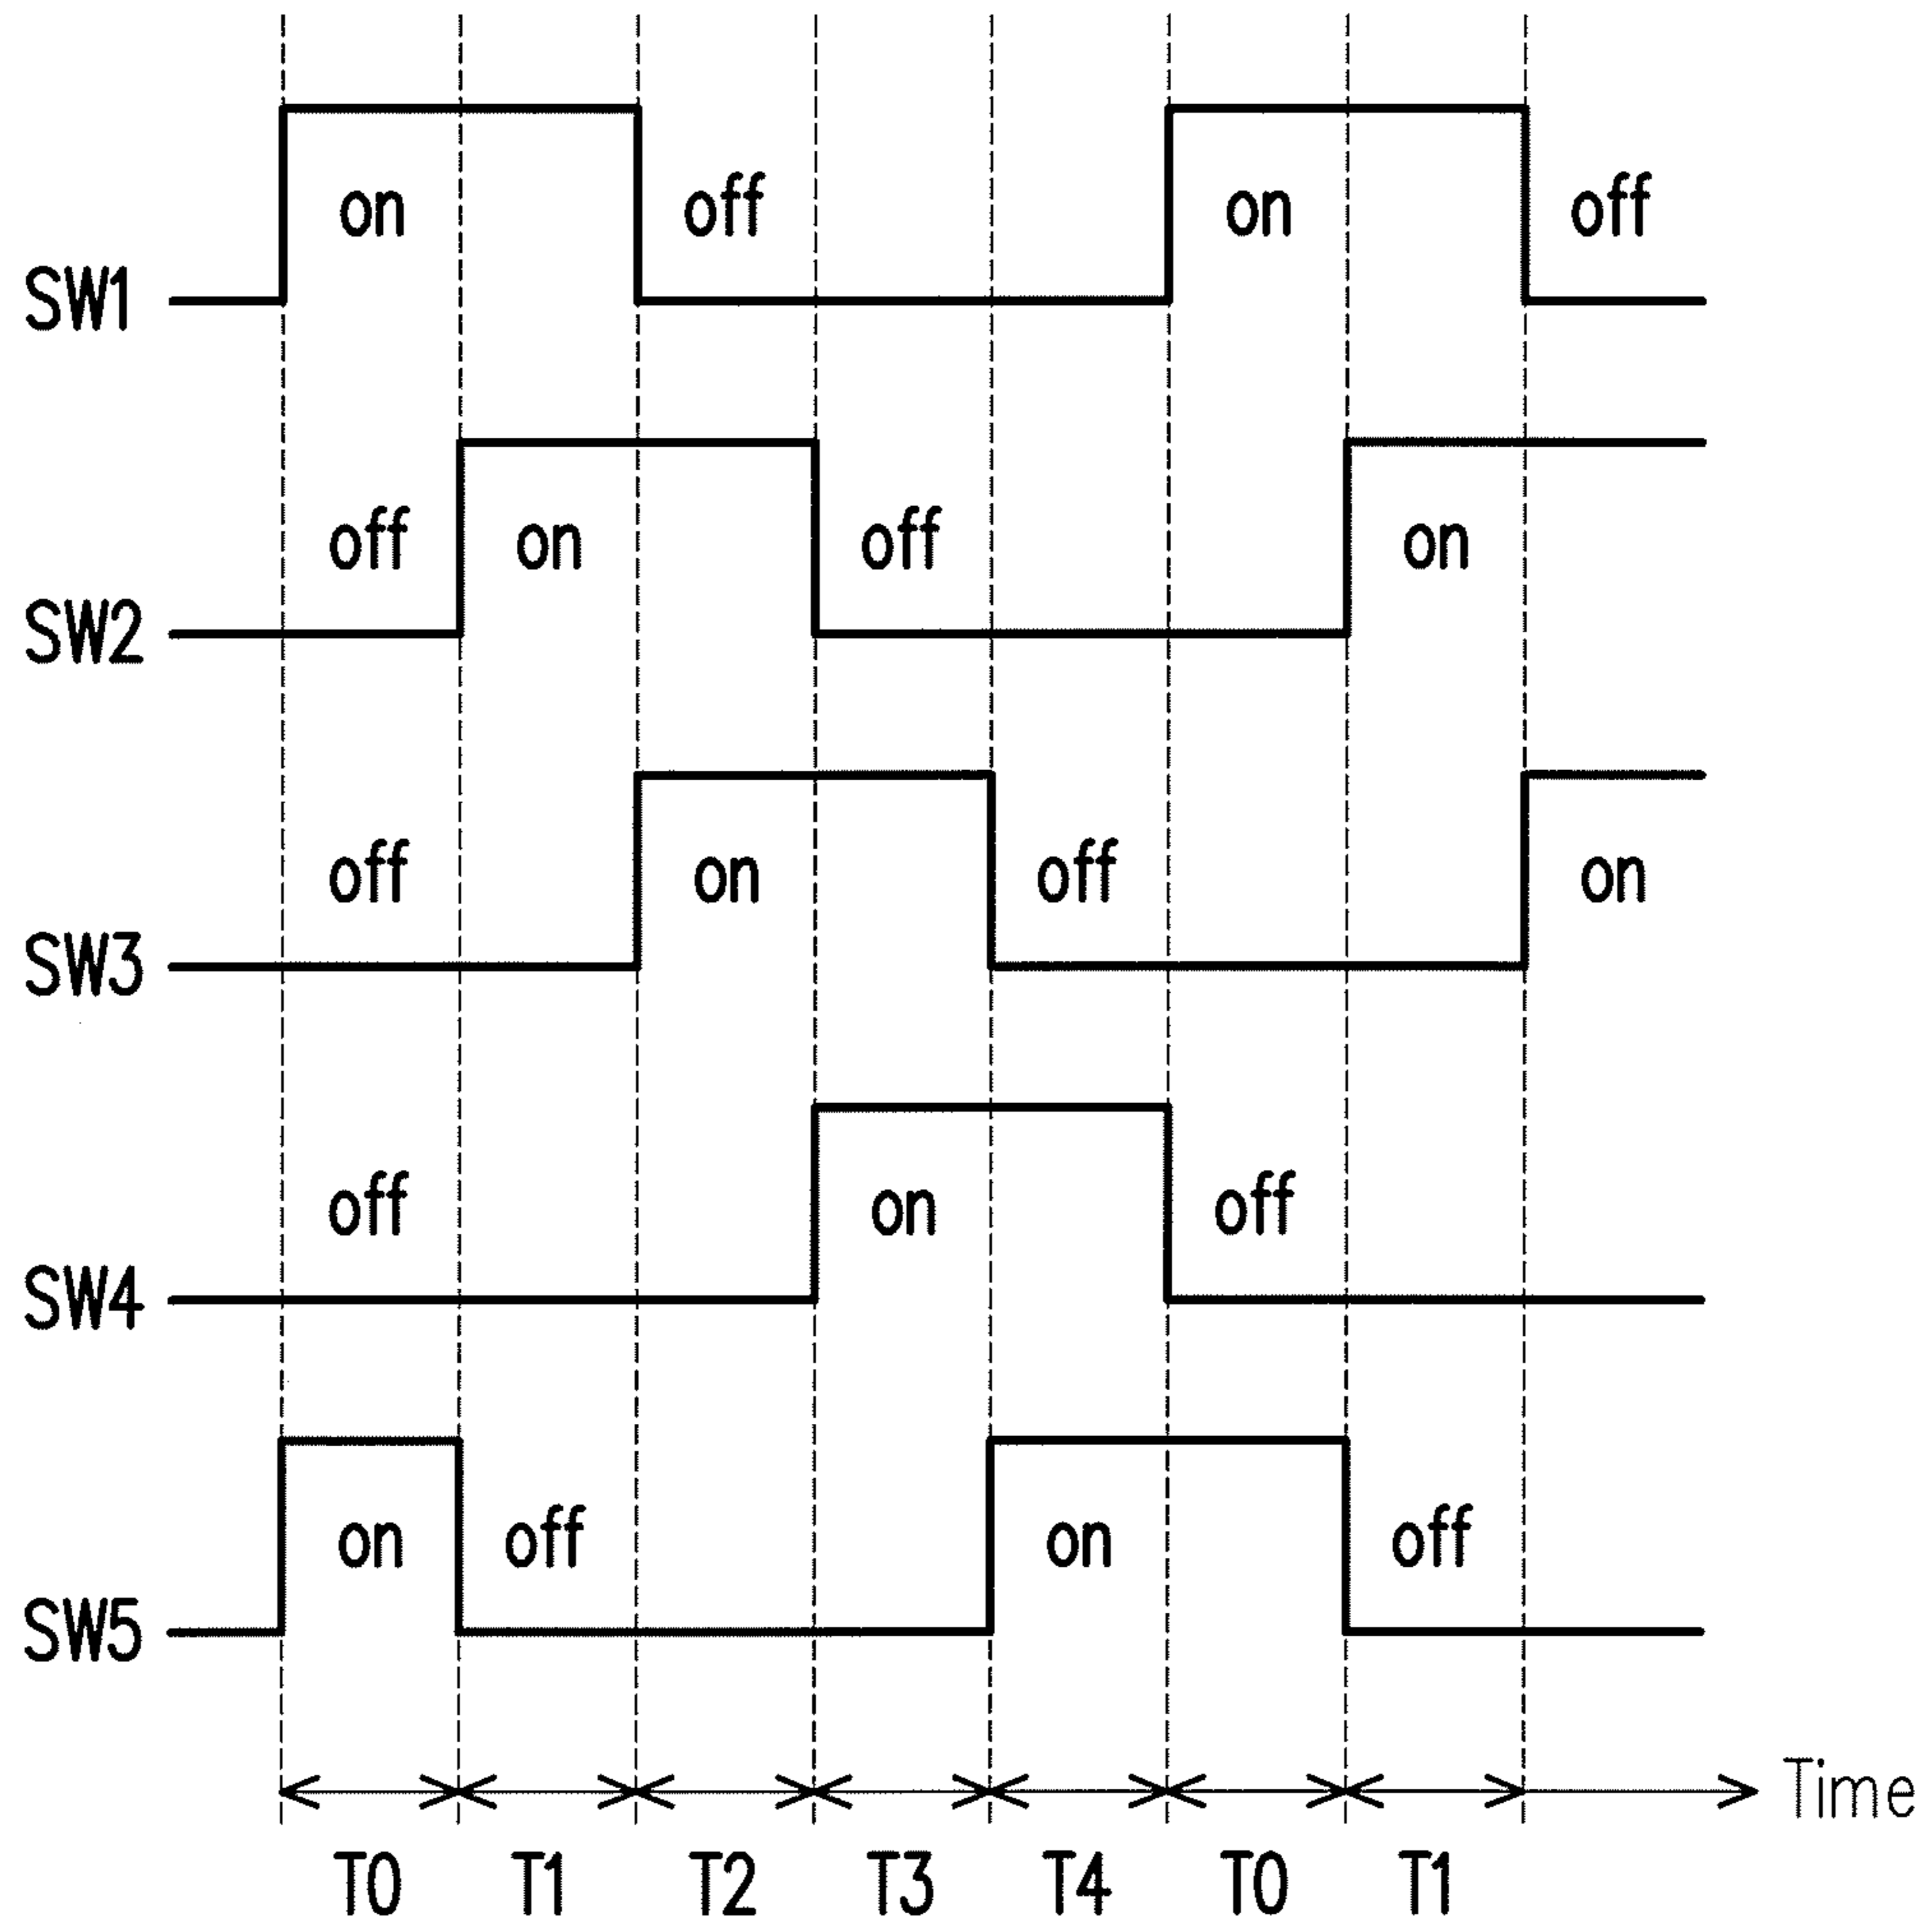 on off on off
SW1
off on off on
SW2
off on off on
SW3
off on off
SW4
on off on off
SW5
Time
T0 T1 T2 T3 T4 T0 T1